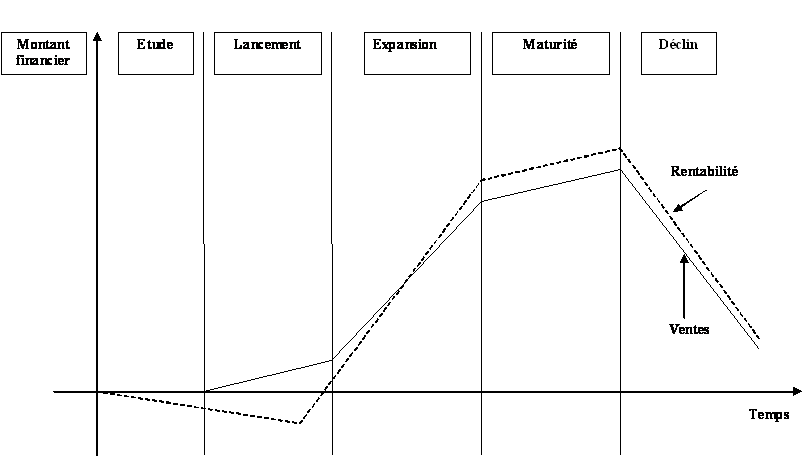 Montant
financier
Etude
Lancement
Expansion
Maturité
Déclin
Rentabilité
Ventes
Temps